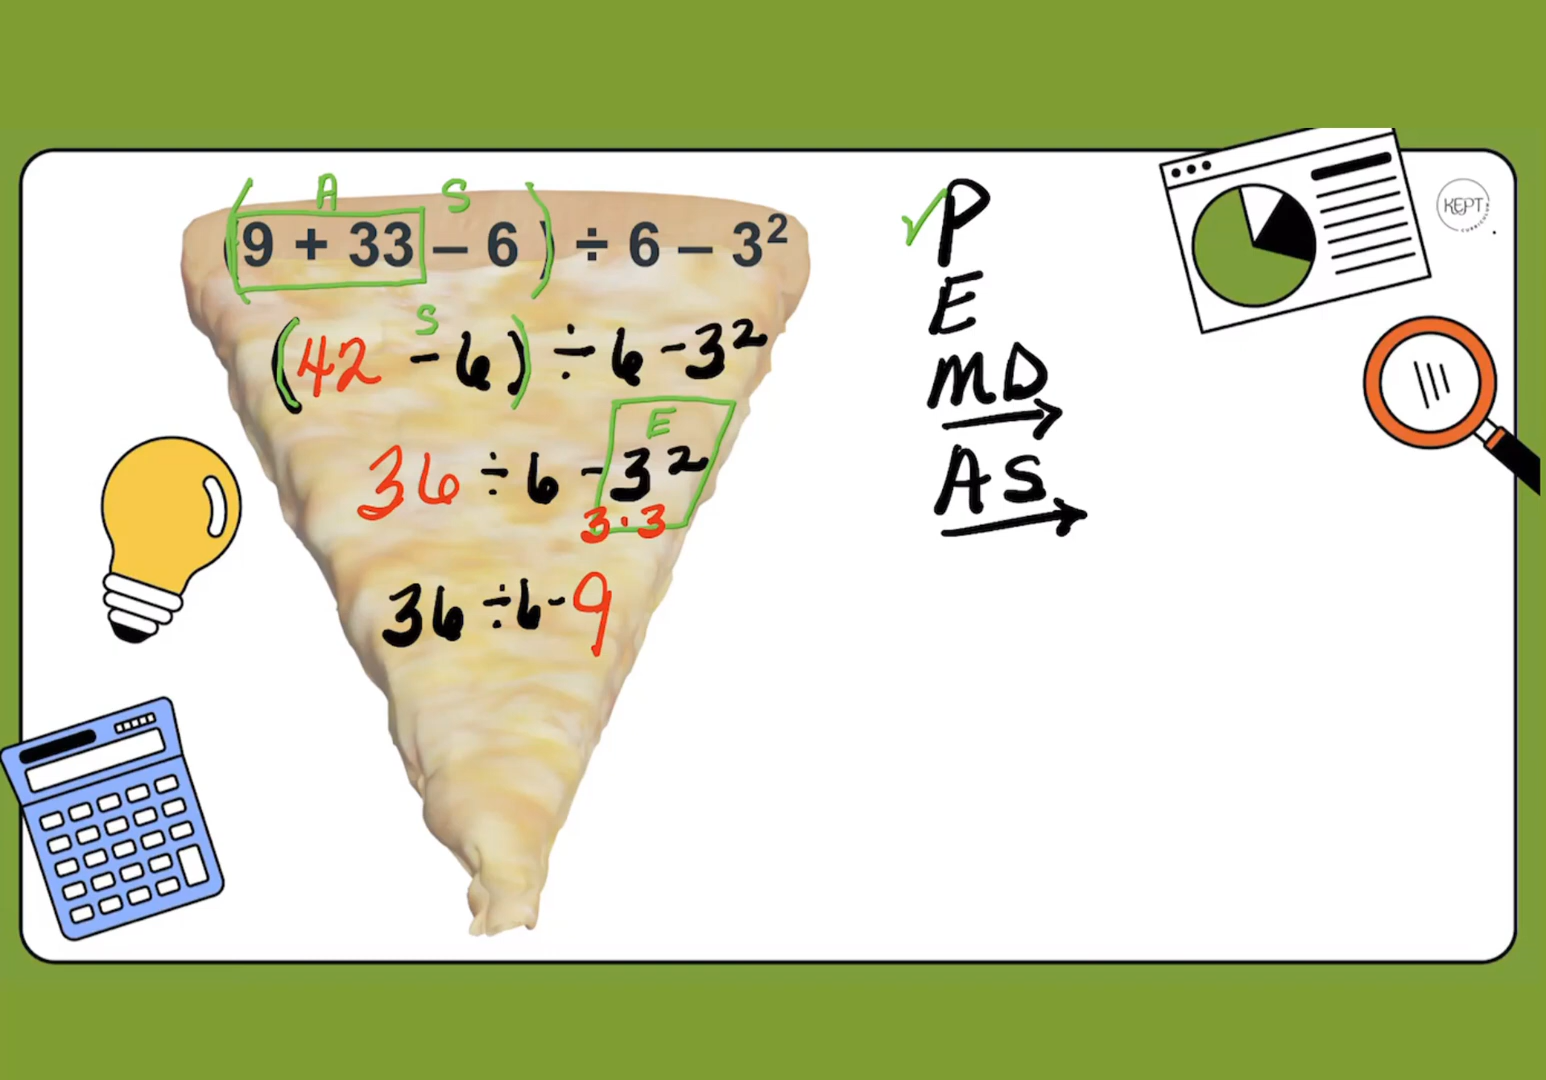 A S
(9 + 33 – 6 ) ÷ 6 – 3²
S
(42 - 6) ÷ 6 - 3²
E
36 ÷ 6 - 3²
3 · 3
36 ÷ 6 - 9
✓P
E
MD
AS
KEPT
CURRICULUM